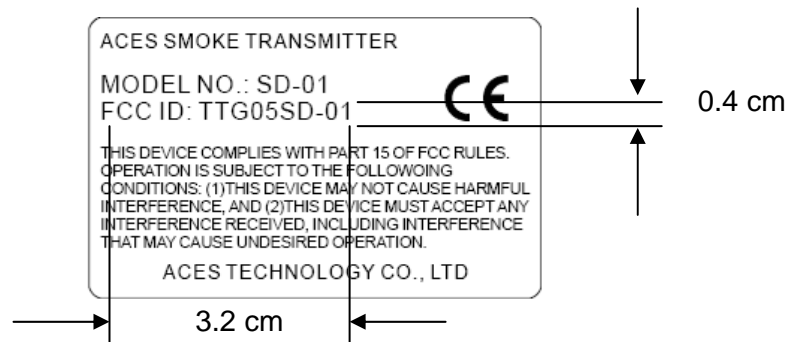 ACES SMOKE TRANSMITTER
MODEL NO.: SD-01
FCC ID: TTG05SD-01
CE
0.4 cm
THIS DEVICE COMPLIES WITH PART 15 OF FCC RULES.
OPERATION IS SUBJECT TO THE FOLLOWOING
CONDITIONS: (1)THIS DEVICE MAY NOT CAUSE HARMFUL
INTERFERENCE, AND (2)THIS DEVICE MUST ACCEPT ANY
INTERFERENCE RECEIVED, INCLUDING INTERFERENCE
THAT MAY CAUSE UNDESIRED OPERATION.
ACES TECHNOLOGY CO., LTD
3.2 cm